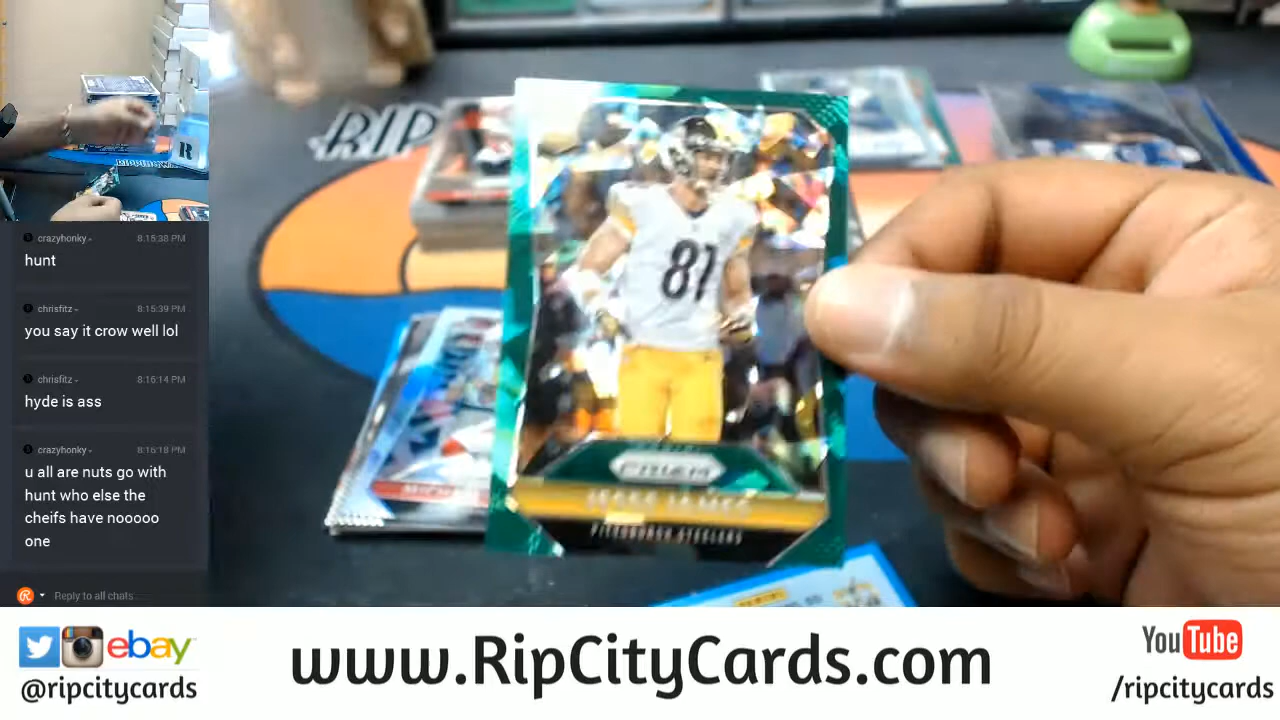 crazyhonky-
8:15:38 PM
hunt
chrisfitz-
8:15:39 PM
you say it crow well lol
chrisfitz-
8:16:14 PM
hyde is ass
crazyhonky-
8:16:18 PM
u all are nuts go with
hunt who else the
cheifs have nooooo
one
Reply to all chats
R
RIP
81
PRIZM
JESSE JAMES
PITTSBURGH STEELERS
MICH
PANINI
ebay
@ripcitycards
www.RipCityCards.com
YouTube
/ripcitycards